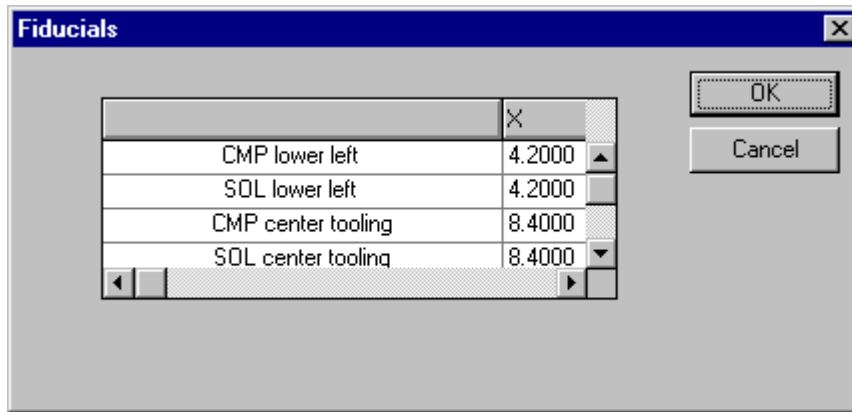 Fiducials
OK
X
CMP lower left 4.2000
Cancel
SOL lower left 4.2000
CMP center tooling 8.4000
SOL center tooling 8.4000